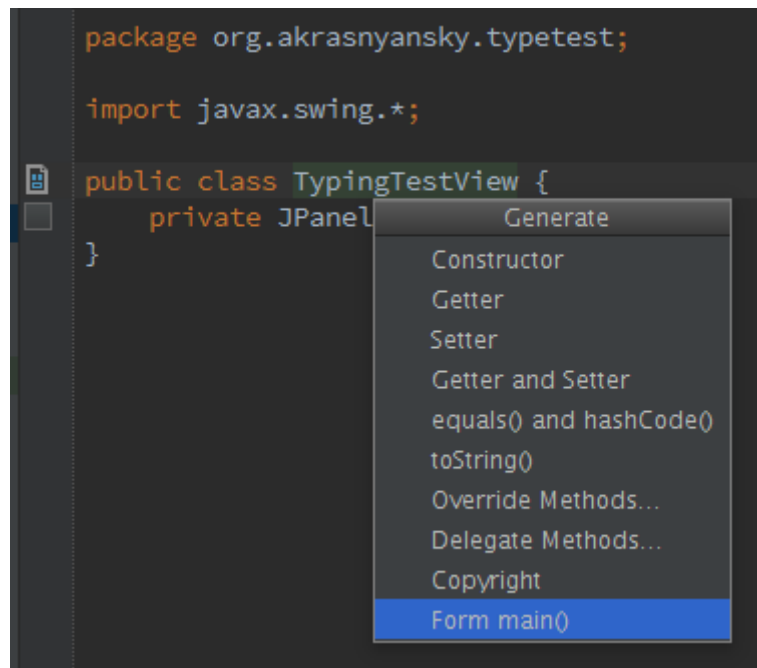 package org.akrasnyansky.typetest;
import javax.swing.*;
public class TypingTestView {
private JPanel
}
Generate
Constructor
Getter
Setter
Getter and Setter
equals() and hashCode()
toString()
Override Methods...
Delegate Methods...
Copyright
Form main()